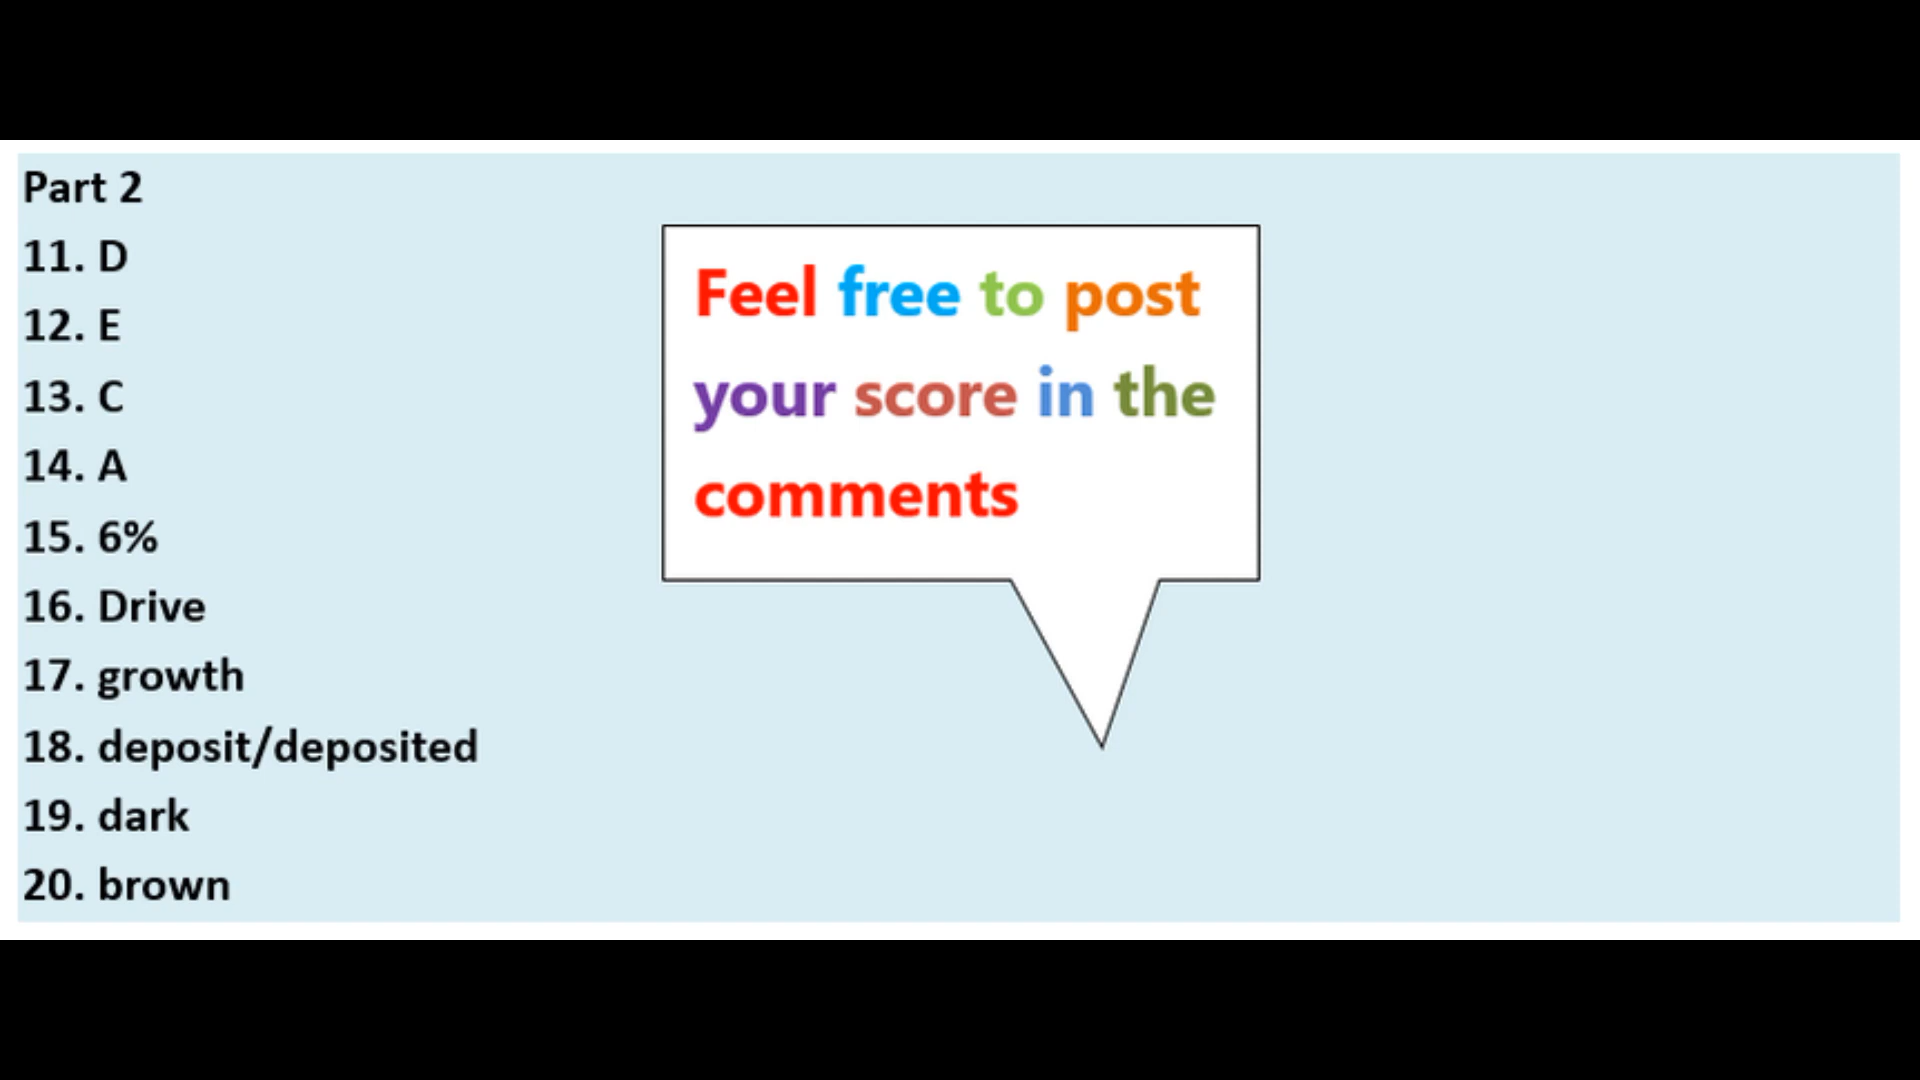 Part 2
11. D
12. E
13. C
14. A
15. 6%
16. Drive
17. growth
18. deposit/deposited
19. dark
20. brown
Feel free to post
your score in the
comments